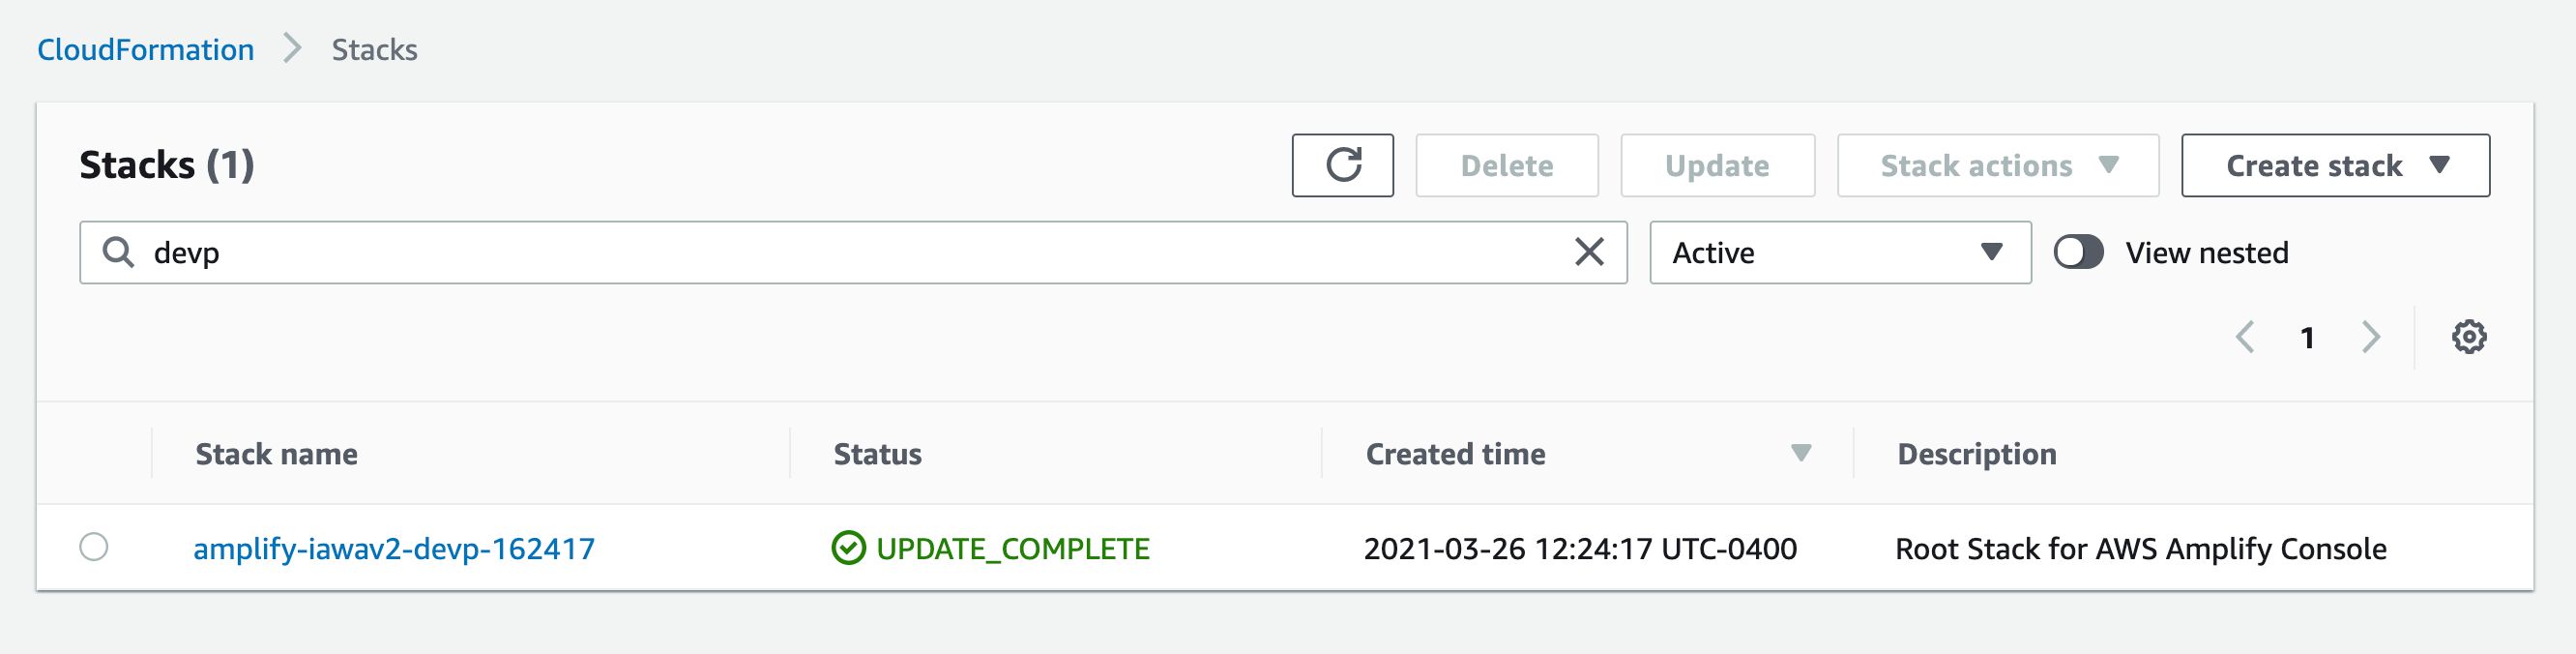 CloudFormation Stacks
Stacks (1) Delete Update Stack actions Create stack
devp Active View nested
1
Stack name Status Created time Description
amplify-iawav2-devp-162417 UPDATE_COMPLETE 2021-03-26 12:24:17 UTC-0400 Root Stack for AWS Amplify Console